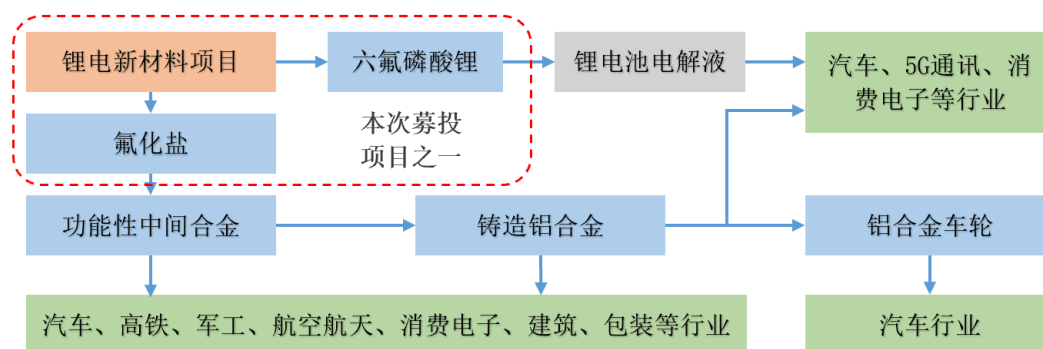 锂电新材料项目
六氟磷酸锂
锂电池电解液
汽车、5G通讯、消
费电子等行业
氟化盐
本次募投
项目之一
功能性中间合金
铸造铝合金
铝合金车轮
汽车、高铁、军工、航空航天、消费电子、建筑、包装等行业
汽车行业